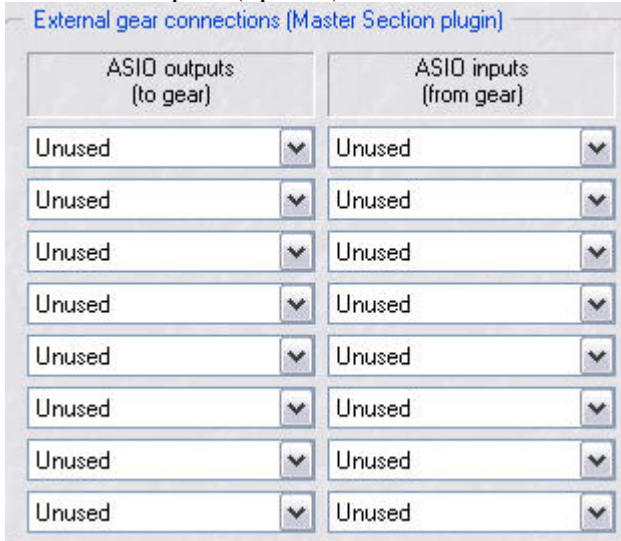 External gear connections (Master Section plugin)
ASIO outputs
(to gear)
ASIO inputs
(from gear)
Unused Unused
Unused Unused
Unused Unused
Unused Unused
Unused Unused
Unused Unused
Unused Unused
Unused Unused